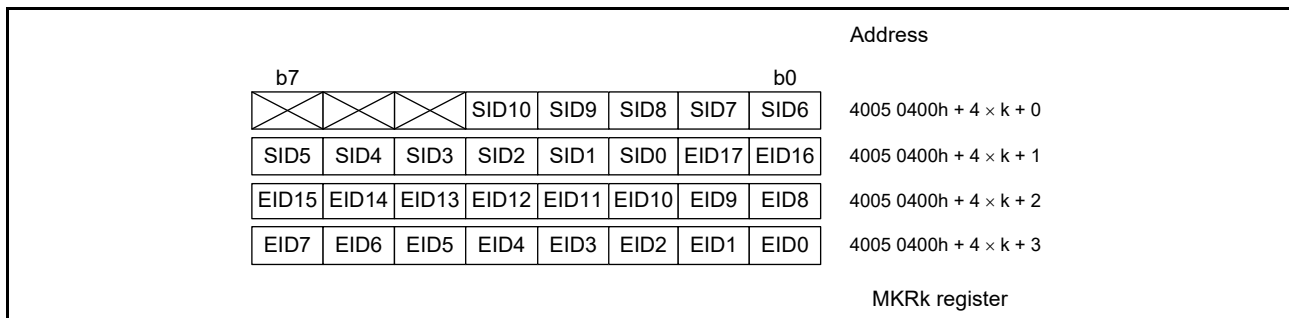 Address
b7 b0
SID10 SID9 SID8 SID7 SID6 4005 0400h + 4 × k + 0
SID5 SID4 SID3 SID2 SID1 SID0 EID17 EID16 4005 0400h + 4 × k + 1
EID15 EID14 EID13 EID12 EID11 EID10 EID9 EID8 4005 0400h + 4 × k + 2
EID7 EID6 EID5 EID4 EID3 EID2 EID1 EID0 4005 0400h + 4 × k + 3
MKRk register